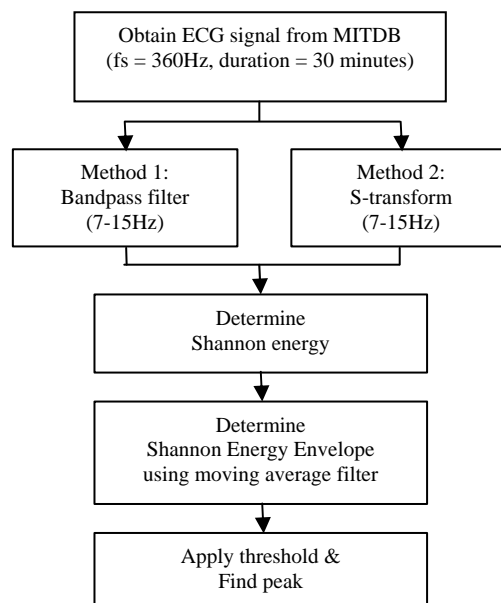 Obtain ECG signal from MITDB
(fs = 360Hz, duration = 30 minutes)
Method 1:
Bandpass filter
(7-15Hz)
Method 2:
S-transform
(7-15Hz)
Determine
Shannon energy
Determine
Shannon Energy Envelope
using moving average filter
Apply threshold &
Find peak